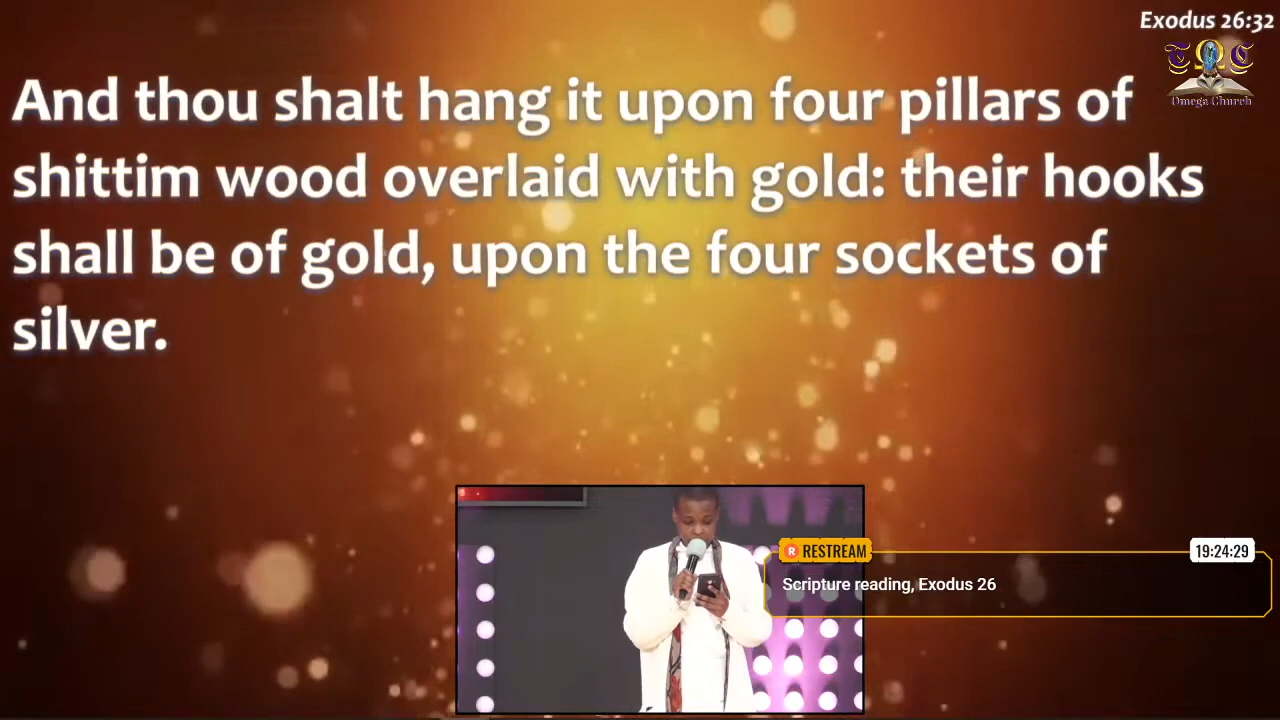 Exodus 26:32
TΩC
Omega Church
And thou shalt hang it upon four pillars of
shittim wood overlaid with gold: their hooks
shall be of gold, upon the four sockets of
silver.
R RESTREAM
19:24:29
Scripture reading, Exodus 26